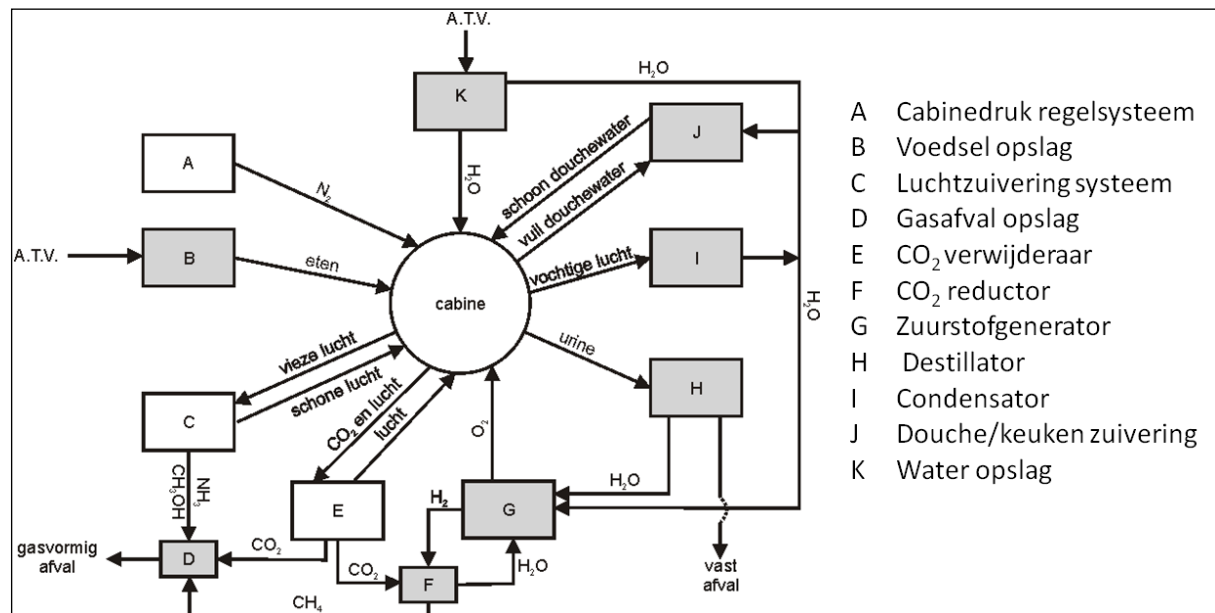 A.T.V.
K
H₂O
H₂O
J
schoon douchewater
vuil douchewater
A
N₂
A.T.V.
B
eten
cabine
vochtige lucht
I
H₂O
urine
H
vieze lucht
schone lucht
C
CO₂ en lucht
lucht
O₂
NH₃
CH₃OH
E
H₂
G
H₂O
gasvormig
afval
D
CO₂
CO₂
F
H₂O
vast
afval
CH₄
A Cabinedruk regelsysteem
B Voedsel opslag
C Luchtzuivering systeem
D Gasafval opslag
E CO₂ verwijderaar
F CO₂ reductor
G Zuurstofgenerator
H Destillator
I Condensator
J Douche/keuken zuivering
K Water opslag